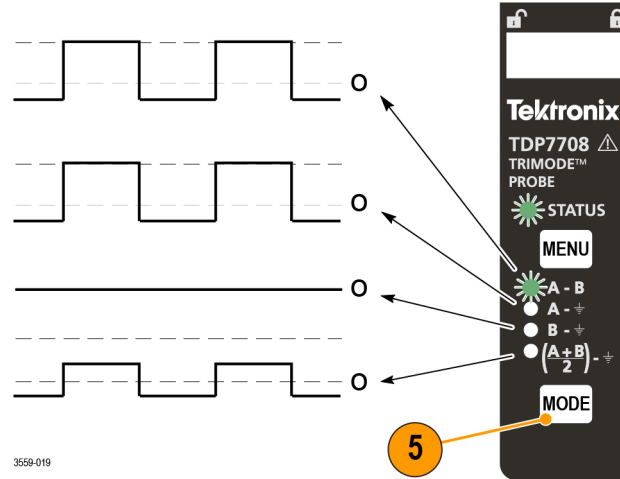 O
O
O
O
Tektronix
TDP7708 ⚠
TRIMODE™
PROBE
STATUS
MENU
A - B
A - ⏚
B - ⏚
(A+B / 2) - ⏚
MODE
5
3559-019